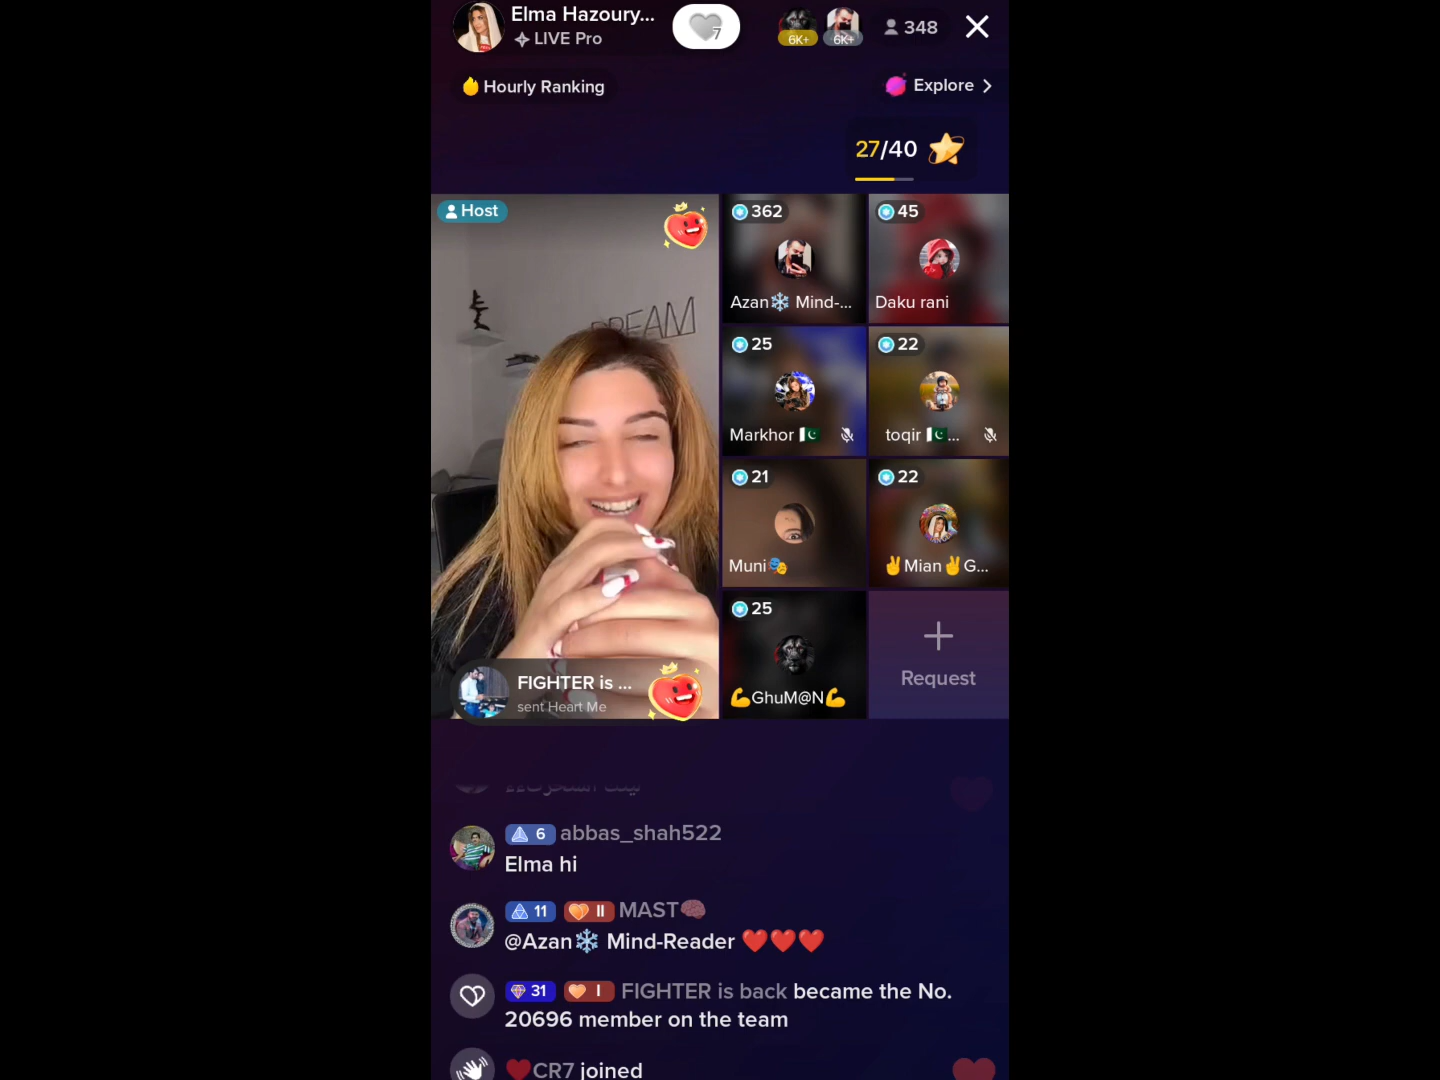 Elma Hazoury...
LIVE Pro
7
6K+
6K+
348
Hourly Ranking
Explore
27/40
Host
DREAM
362
Azan❄️ Mind-...
45
Daku rani
25
Markhor 🇵🇰
22
toqir 🇵🇰...
21
Muni🎭
22
✌️Mian✌️G...
25
💪GhuM@N💪
Request
FIGHTER is ...
sent Heart Me
6 abbas_shah522
Elma hi
11 II MAST🧠
@Azan❄️ Mind-Reader ❤️❤️❤️
31 I FIGHTER is back became the No.
20696 member on the team
❤️CR7 joined